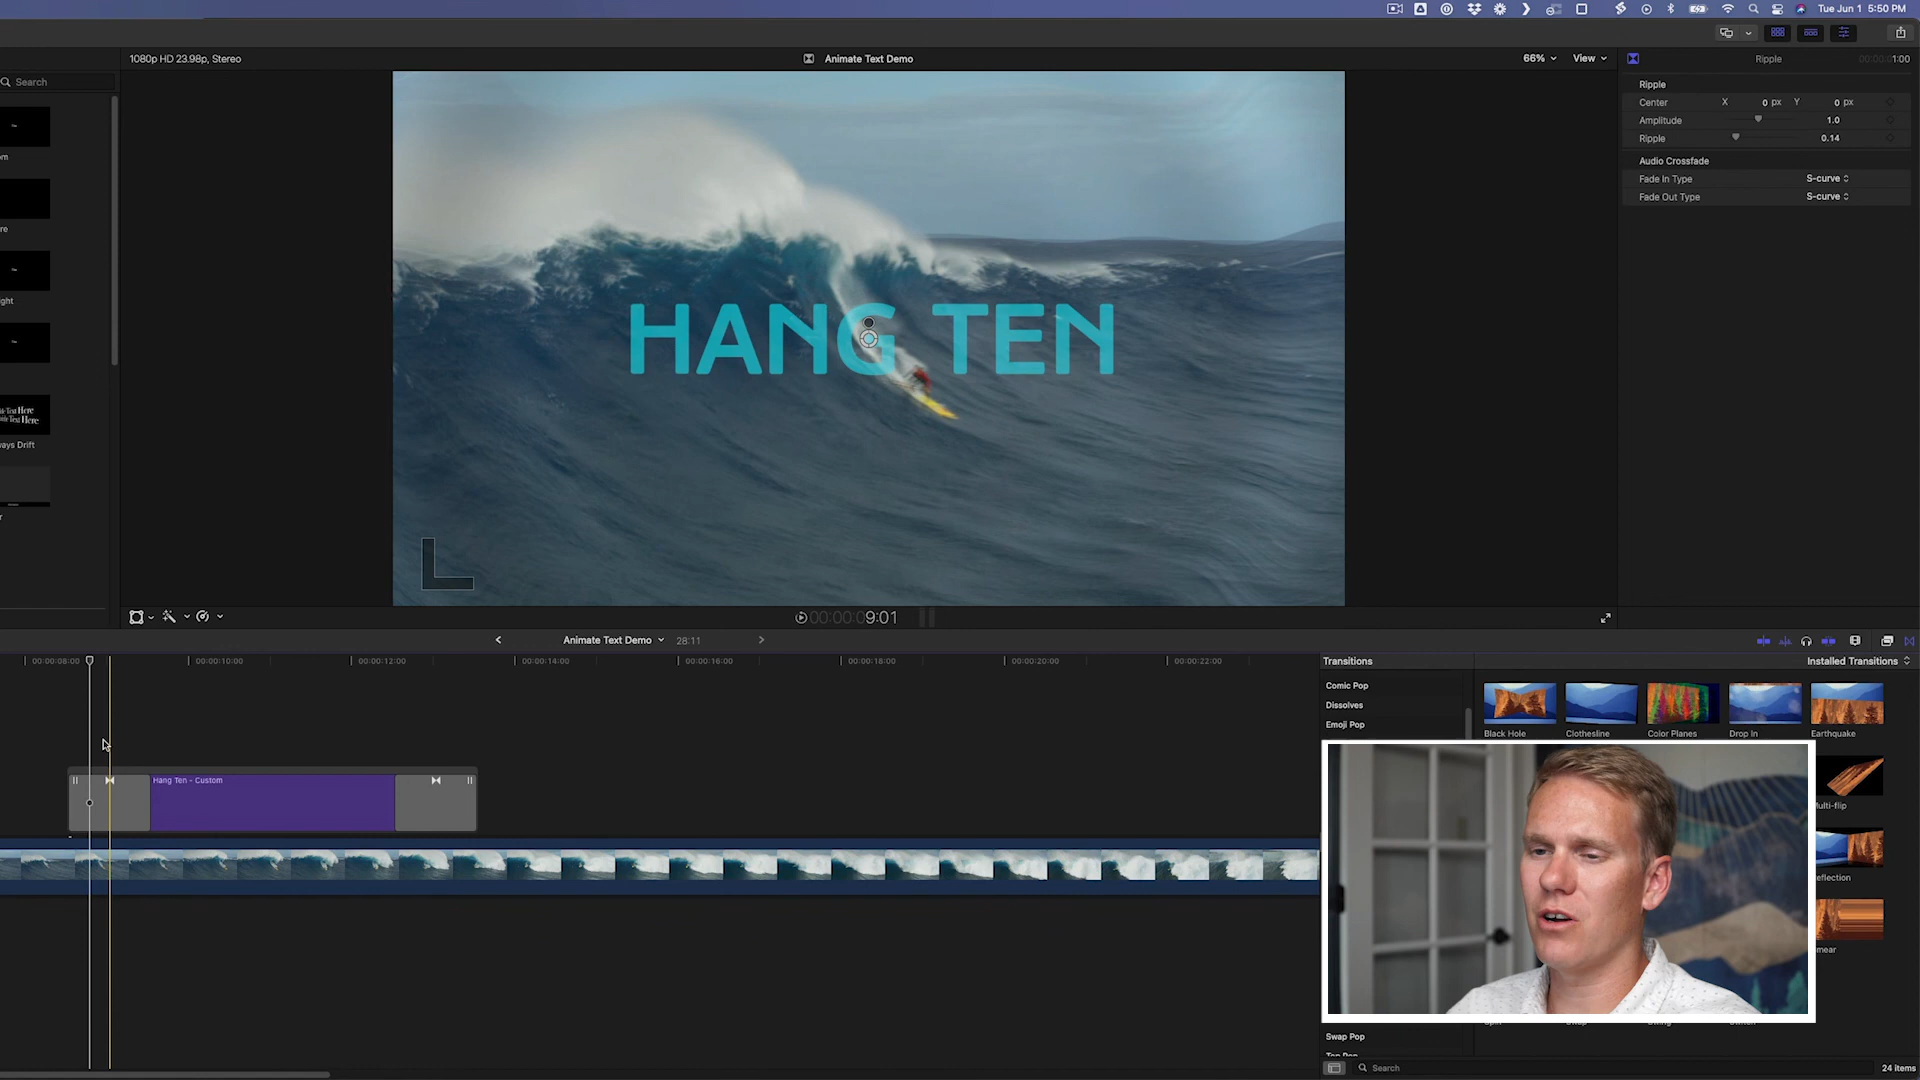 Tue Jun 1 5:50 PM
1080p HD 23.98p, Stereo
Animate Text Demo
66%
View
Ripple
1:00
Search
Ripple
Center X 0 px Y 0 px
Amplitude 1.0
Ripple 0.14
Audio Crossfade
Fade In Type S-curve
Fade Out Type S-curve
HANG TEN
ays Drift
00:00:00:09:01
Animate Text Demo 28:11
00:00:08:00 00:00:10:00 00:00:12:00 00:00:14:00 00:00:16:00 00:00:18:00 00:00:20:00 00:00:22:00
Transitions
Installed Transitions
Comic Pop
Dissolves
Emoji Pop
Black Hole
Clothesline
Color Planes
Drop In
Earthquake
Hang Ten - Custom
Multi-flip
eflection
mear
Swap Pop
Search
24 items